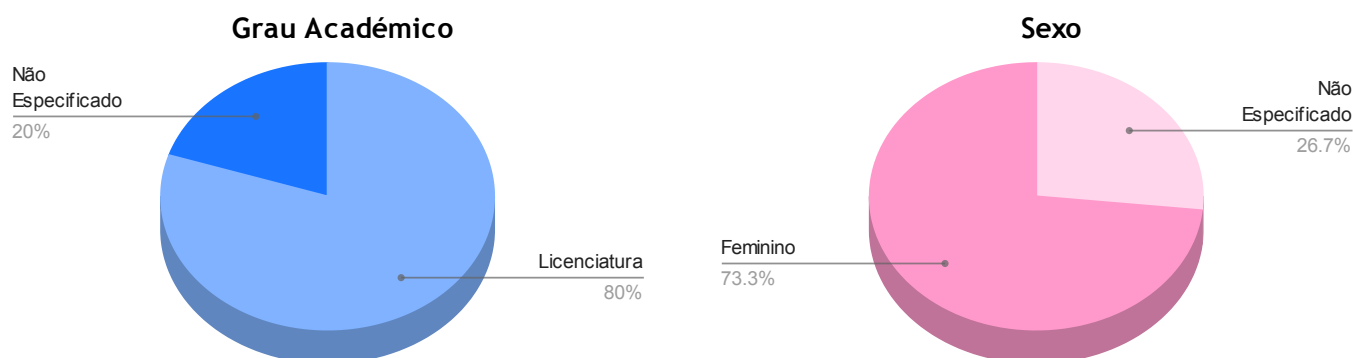 Grau Académico
Não
Especificado
20%
Licenciatura
80%
Sexo
Não
Especificado
26.7%
Feminino
73.3%